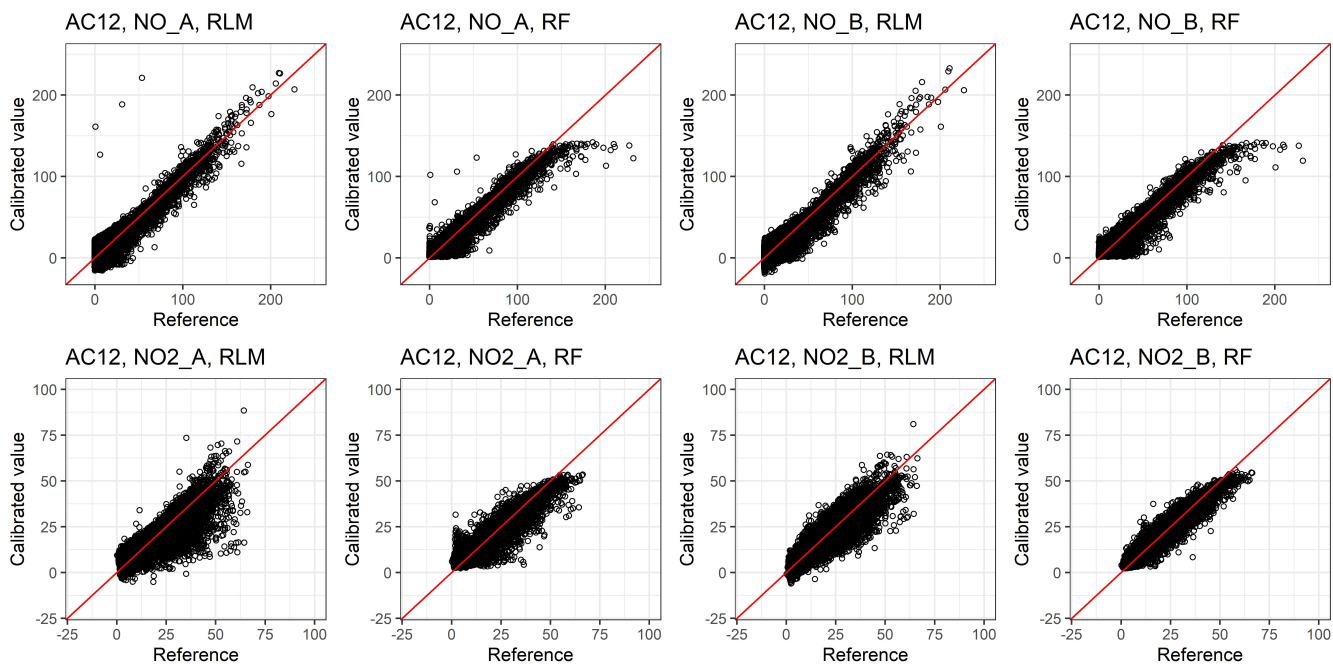 AC12, NO_A, RLM
AC12, NO_A, RF
AC12, NO_B, RLM
AC12, NO_B, RF
Calibrated value
200
100
0
0 100 200
Reference
Calibrated value
200
100
0
0 100 200
Reference
Calibrated value
200
100
0
0 100 200
Reference
Calibrated value
200
100
0
0 100 200
Reference
AC12, NO2_A, RLM
AC12, NO2_A, RF
AC12, NO2_B, RLM
AC12, NO2_B, RF
Calibrated value
100
75
50
25
0
-25
-25 0 25 50 75 100
Reference
Calibrated value
100
75
50
25
0
-25
-25 0 25 50 75 100
Reference
Calibrated value
100
75
50
25
0
-25
-25 0 25 50 75 100
Reference
Calibrated value
100
75
50
25
0
-25
-25 0 25 50 75 100
Reference